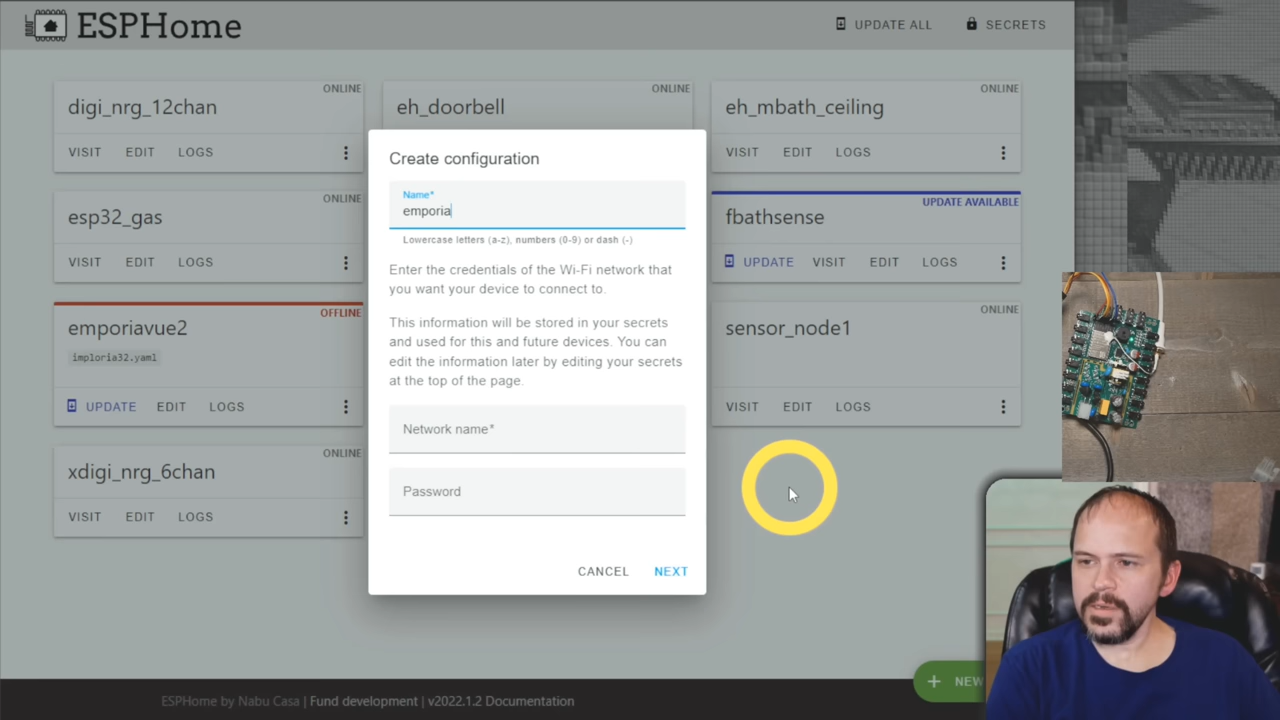 ESPHome
UPDATE ALL
SECRETS
digi_nrg_12chan
ONLINE
VISIT EDIT LOGS
eh_doorbell
ONLINE
eh_mbath_ceiling
ONLINE
VISIT EDIT LOGS
esp32_gas
ONLINE
VISIT EDIT LOGS
fbathsense
UPDATE AVAILABLE
UPDATE VISIT EDIT LOGS
emporiavue2
OFFLINE
imploria32.yaml
UPDATE EDIT LOGS
sensor_node1
ONLINE
VISIT EDIT LOGS
xdigi_nrg_6chan
ONLINE
VISIT EDIT LOGS
Create configuration
Name*
emporia
Lowercase letters (a-z), numbers (0-9) or dash (-)
Enter the credentials of the Wi-Fi network that
you want your device to connect to.
This information will be stored in your secrets
and used for this and future devices. You can
edit the information later by editing your secrets
at the top of the page.
Network name*
Password
CANCEL NEXT
+ NEW
ESPHome by Nabu Casa | Fund development | v2022.1.2 Documentation